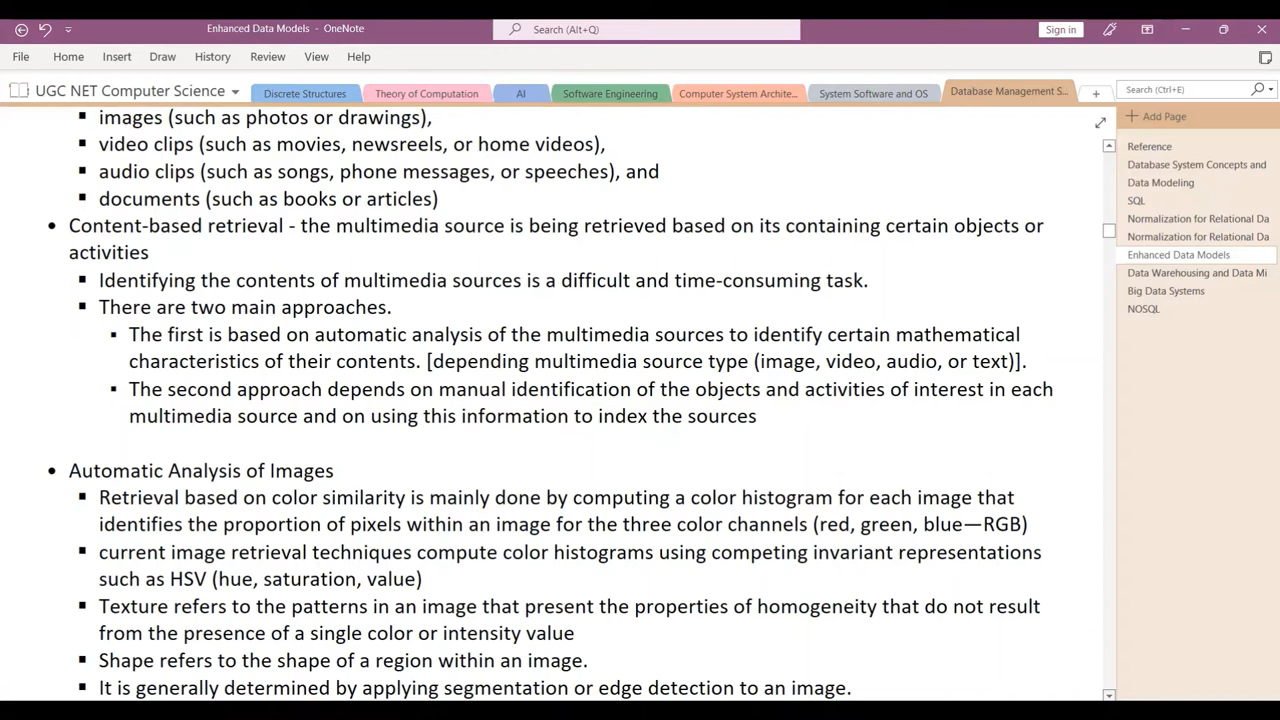 Enhanced Data Models - OneNote
Search (Alt+Q)
Sign in
File Home Insert Draw History Review View Help
UGC NET Computer Science
Discrete Structures
Theory of Computation
AI
Software Engineering
Computer System Archite...
System Software and OS
Database Management S...
Search (Ctrl+E)
images (such as photos or drawings),
video clips (such as movies, newsreels, or home videos),
audio clips (such as songs, phone messages, or speeches), and
documents (such as books or articles)
Content-based retrieval - the multimedia source is being retrieved based on its containing certain objects or
activities
Identifying the contents of multimedia sources is a difficult and time-consuming task.
There are two main approaches.
The first is based on automatic analysis of the multimedia sources to identify certain mathematical
characteristics of their contents. [depending multimedia source type (image, video, audio, or text)].
The second approach depends on manual identification of the objects and activities of interest in each
multimedia source and on using this information to index the sources
Automatic Analysis of Images
Retrieval based on color similarity is mainly done by computing a color histogram for each image that
identifies the proportion of pixels within an image for the three color channels (red, green, blue—RGB)
current image retrieval techniques compute color histograms using competing invariant representations
such as HSV (hue, saturation, value)
Texture refers to the patterns in an image that present the properties of homogeneity that do not result
from the presence of a single color or intensity value
Shape refers to the shape of a region within an image.
It is generally determined by applying segmentation or edge detection to an image.
Add Page
Reference
Database System Concepts and
Data Modeling
SQL
Normalization for Relational Da
Normalization for Relational Da
Enhanced Data Models
Data Warehousing and Data Mi
Big Data Systems
NOSQL